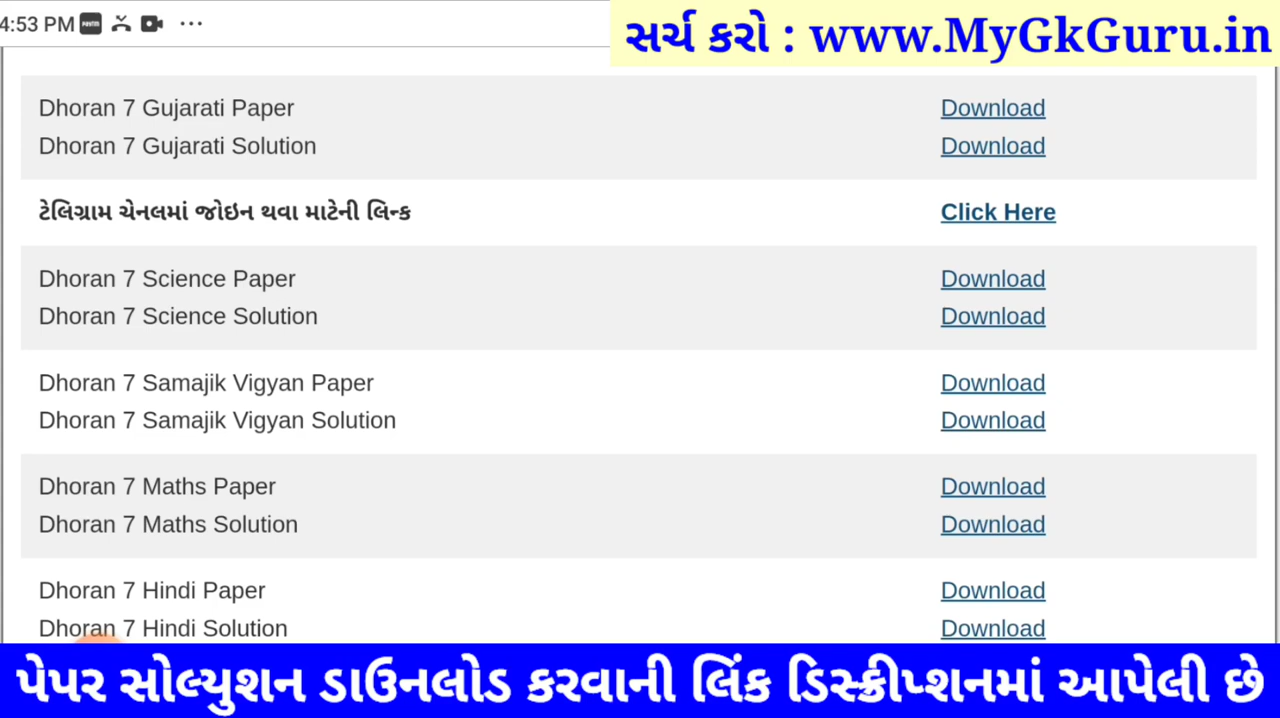 4:53 PM
સર્ચ કરો : www.MyGkGuru.in
Dhoran 7 Gujarati Paper Download
Dhoran 7 Gujarati Solution Download
ટેલિગ્રામ ચેનલમાં જોઇન થવા માટેની લિન્ક Click Here
Dhoran 7 Science Paper Download
Dhoran 7 Science Solution Download
Dhoran 7 Samajik Vigyan Paper Download
Dhoran 7 Samajik Vigyan Solution Download
Dhoran 7 Maths Paper Download
Dhoran 7 Maths Solution Download
Dhoran 7 Hindi Paper Download
Dhoran 7 Hindi Solution Download
પેપર સોલ્યુશન ડાઉનલોડ કરવાની લિંક ડિસ્ક્રીપ્શનમાં આપેલી છે